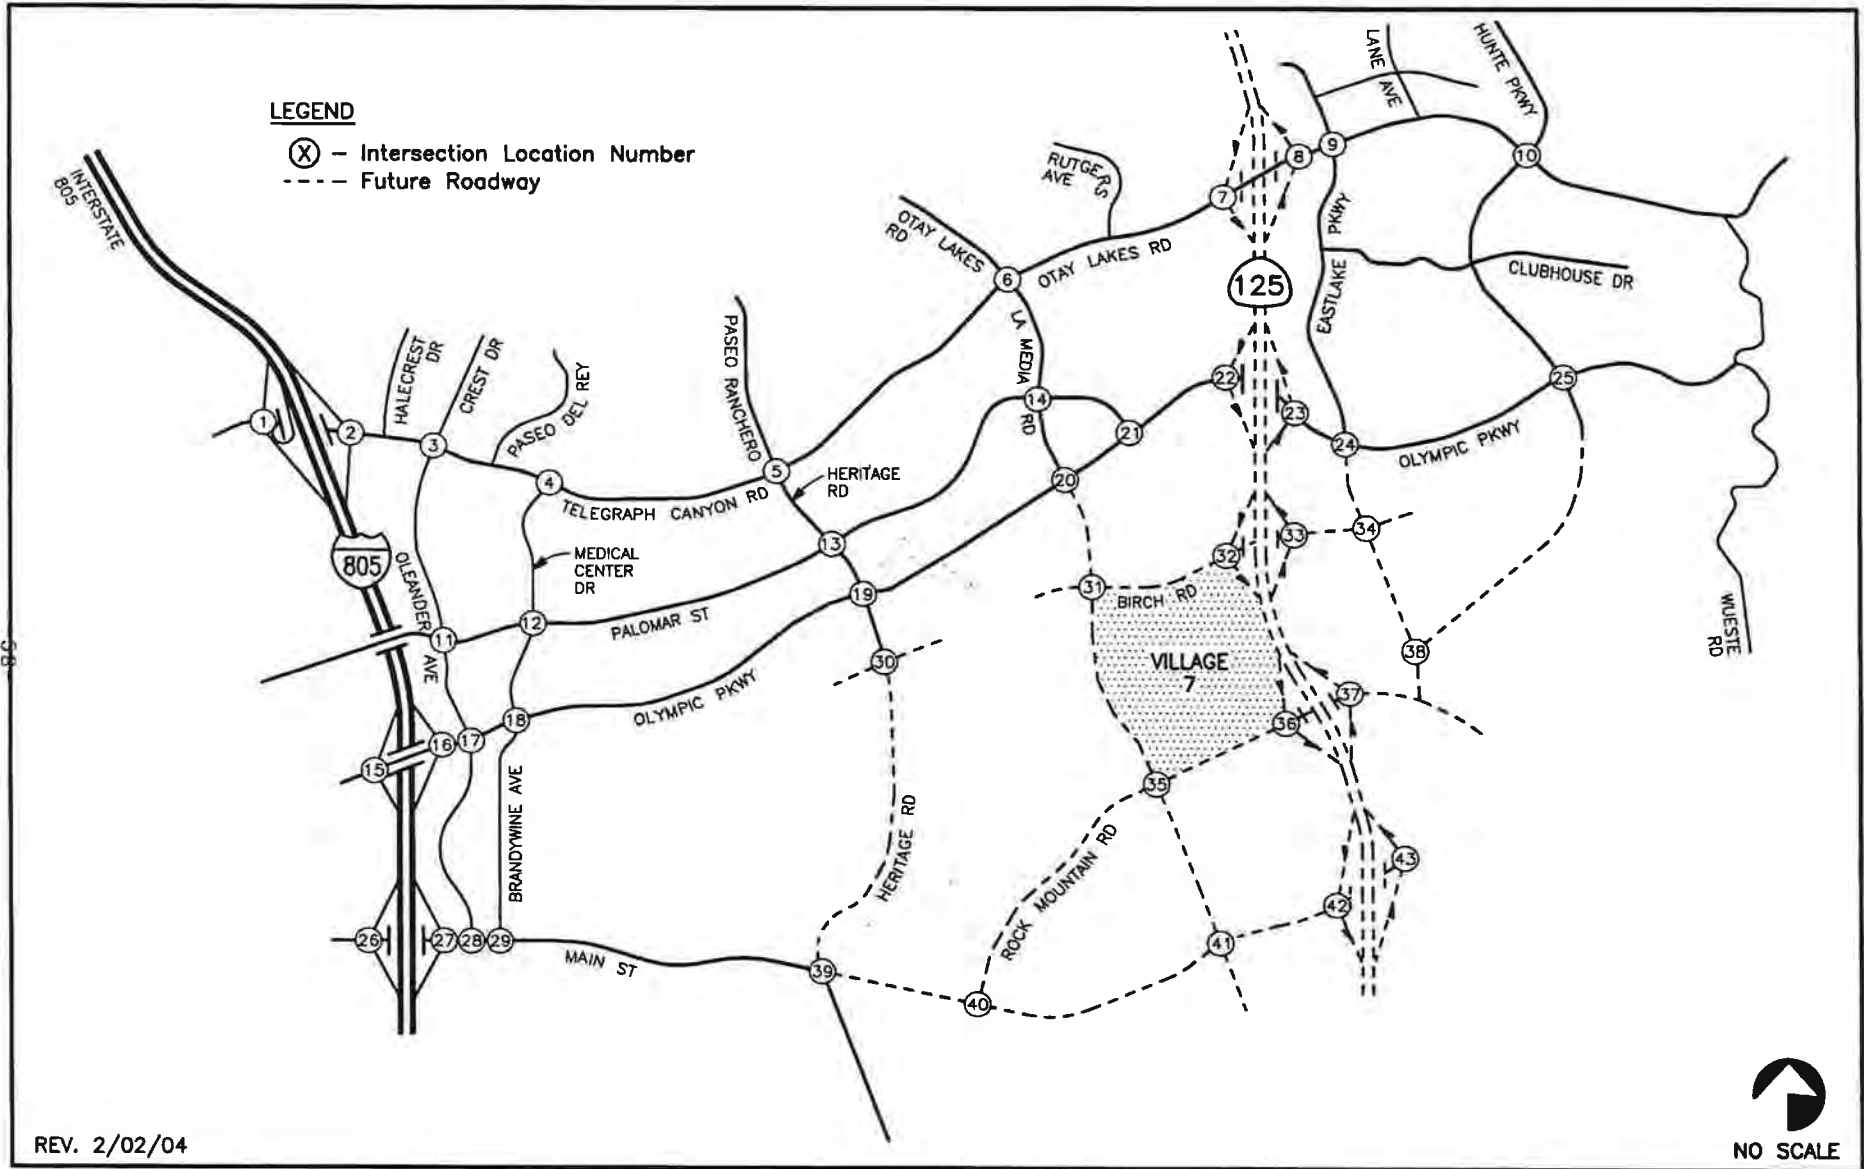 LEGEND
X – Intersection Location Number
---- – Future Roadway
INTERSTATE
805
HALECREST
DR
CREST DR
PASEO DEL REY
PASEO RANCHERO
OTAY LAKES
RD
RUTGERS
AVE
OTAY LAKES RD
LA MEDIA
RD
125
EASTLAKE
PKWY
LANE AVE
HUNTE PKWY
CLUBHOUSE DR
OLYMPIC PKWY
WUESTE
RD
TELEGRAPH CANYON RD
HERITAGE
RD
MEDICAL
CENTER
DR
805
OLEANDER
AVE
PALOMAR ST
OLYMPIC PKWY
BIRCH RD
VILLAGE
7
BRANDYWINE AVE
HERITAGE RD
ROCK MOUNTAIN RD
MAIN ST
1
2
3
4
5
6
7
8
9
10
11
12
13
14
15
16
17
18
19
20
21
22
23
24
25
26
27
28
29
30
31
32
33
34
35
36
37
38
39
40
41
42
43
REV. 2/02/04
NO SCALE